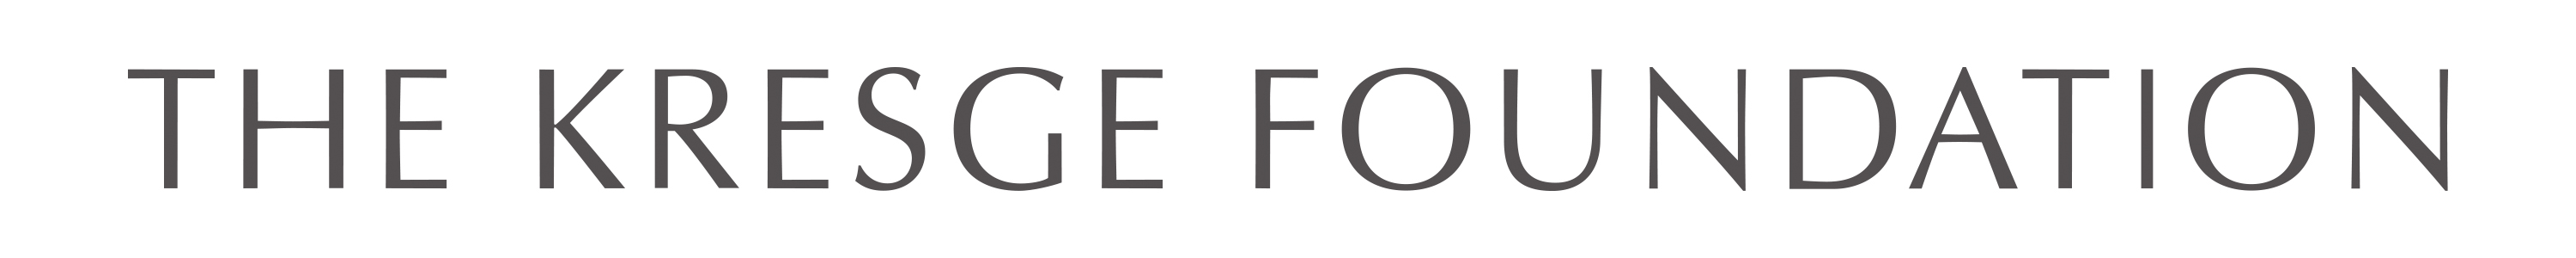 THE KRESGE FOUNDATION